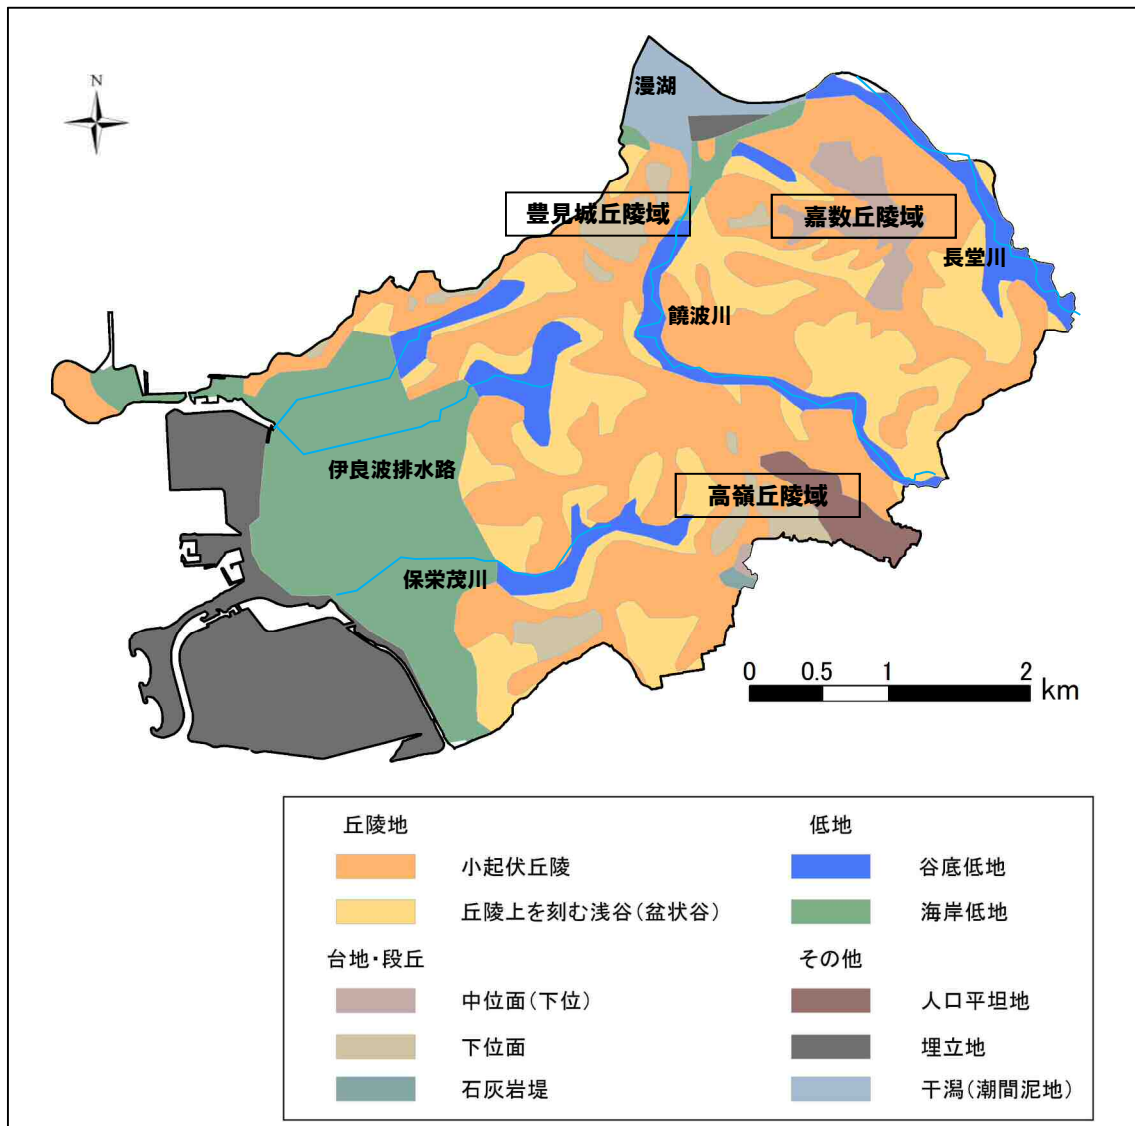 N
漫湖
豊見城丘陵域
嘉数丘陵域
長堂川
饒波川
伊良波排水路
高嶺丘陵域
保栄茂川
0 0.5 1 2 km
丘陵地
小起伏丘陵
丘陵上を刻む浅谷(盆状谷)
台地・段丘
中位面(下位)
下位面
石灰岩堤
低地
谷底低地
海岸低地
その他
人口平坦地
埋立地
干潟(潮間泥地)